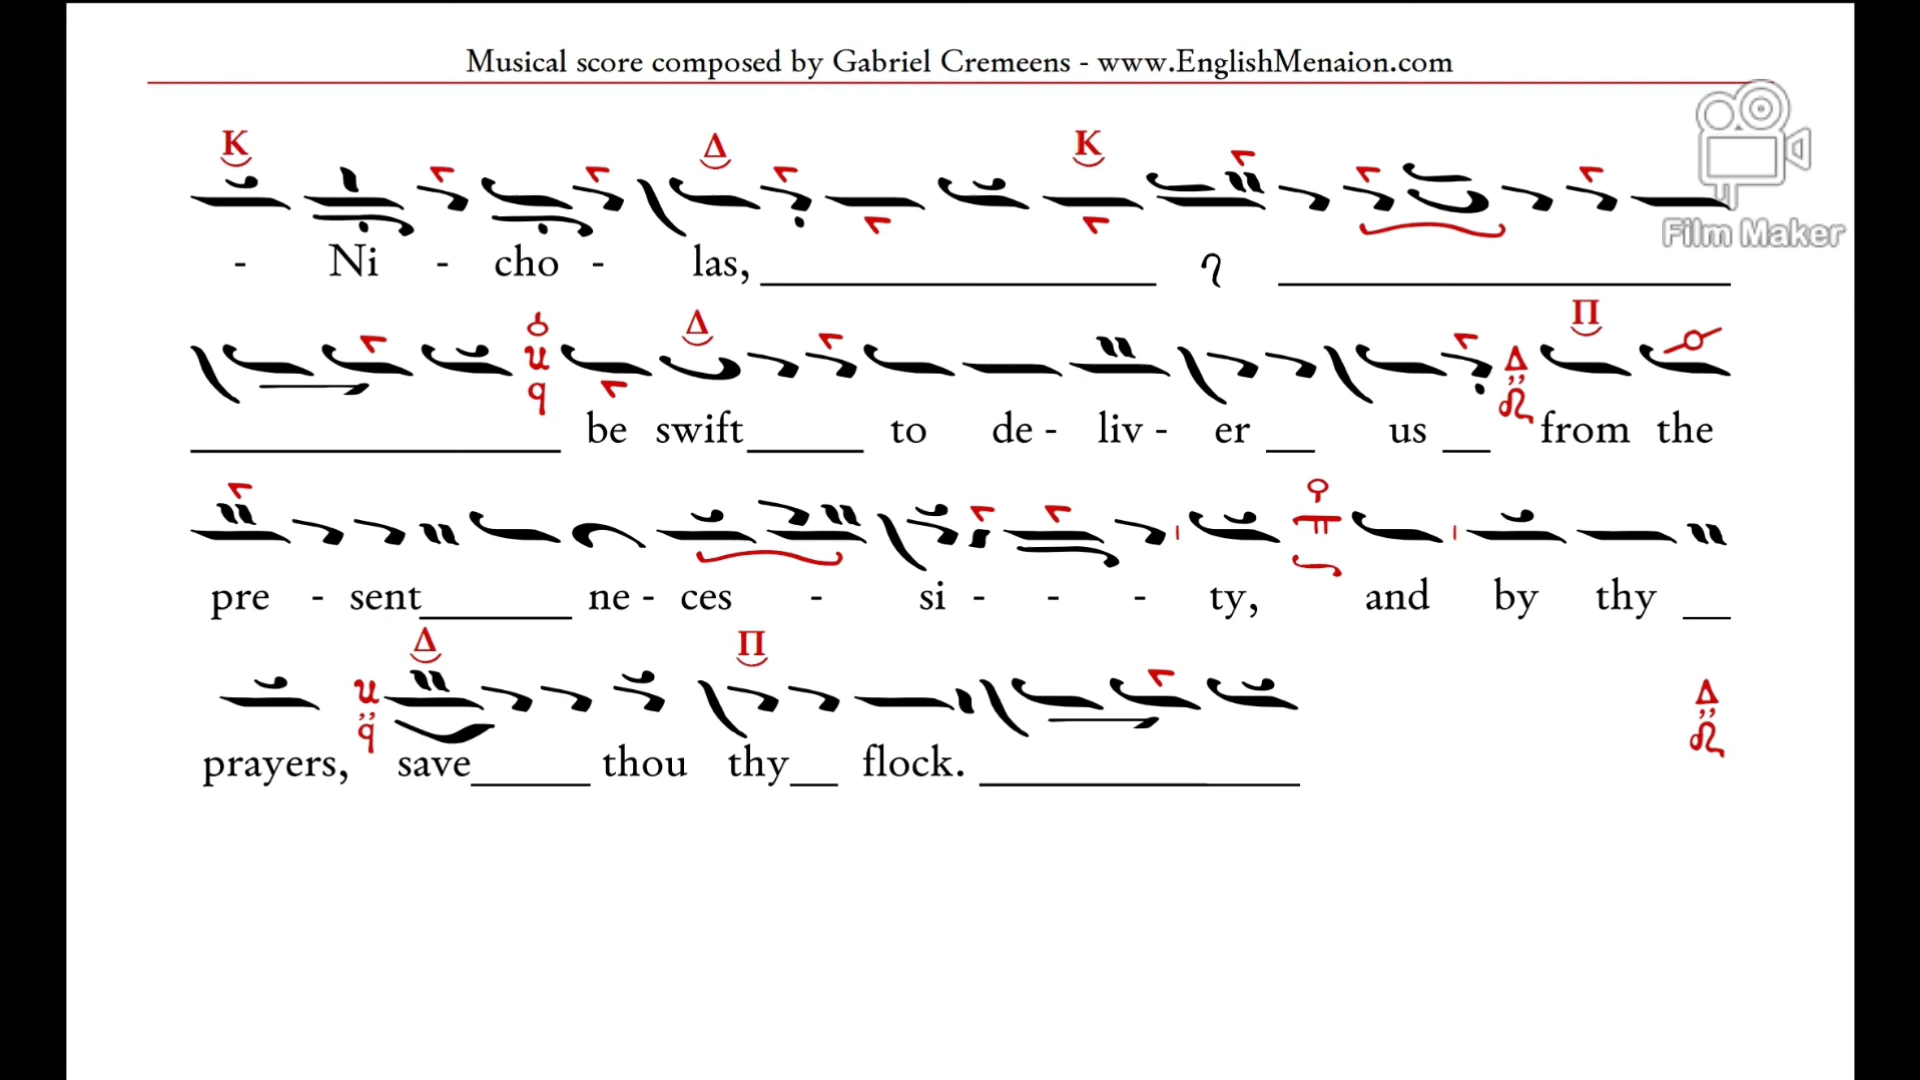 Musical score composed by Gabriel Cremeens - www.EnglishMenaion.com
K Δ K
Film Maker
- Ni - cho - las,
Δ Π
be swift to de - liv - er us from the
pre - sent ne - ces - si - - - ty, and by thy
Δ Π
prayers, save thou thy flock.